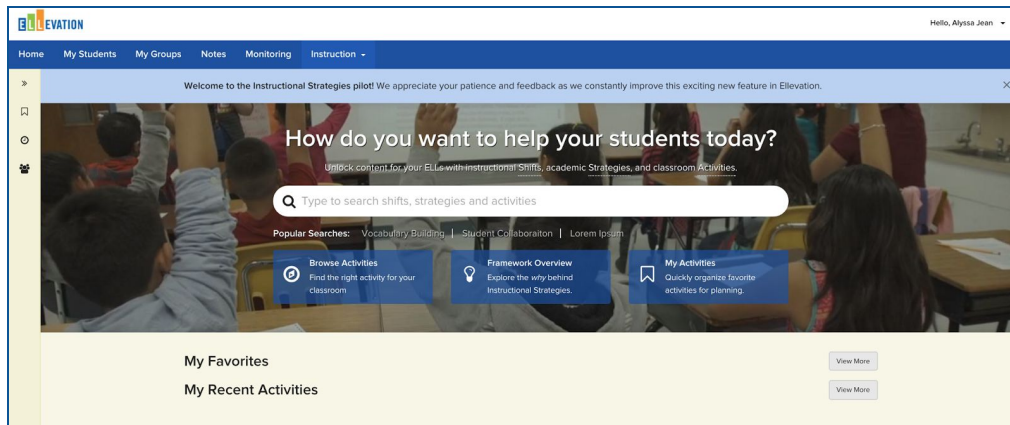 ELLEVATION
Hello, Alyssa Jean
Home My Students My Groups Notes Monitoring Instruction
Welcome to the Instructional Strategies pilot! We appreciate your patience and feedback as we constantly improve this exciting new feature in Ellevation.
How do you want to help your students today?
Unlock content for your ELLs with instructional Shifts, academic Strategies, and classroom Activities.
Type to search shifts, strategies and activities
Popular Searches: Vocabulary Building | Student Collaboraiton | Lorem Ipsum
Browse Activities
Find the right activity for your
classroom
Framework Overview
Explore the why behind
Instructional Strategies.
My Activities
Quickly organize favorite
activities for planning.
My Favorites
View More
My Recent Activities
View More